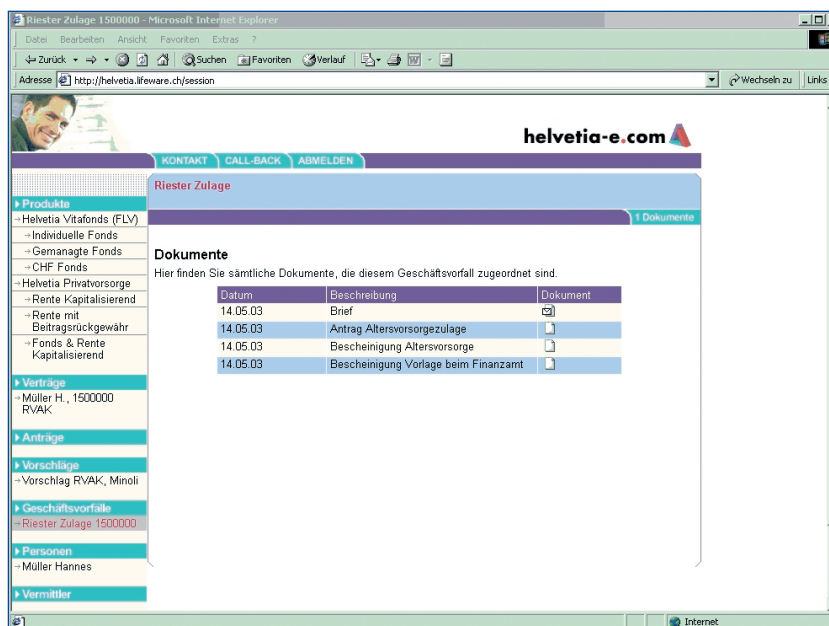 Riester Zulage 1500000 - Microsoft Internet Explorer
Datei Bearbeiten Ansicht Favoriten Extras ?
Zurück Suchen Favoriten Verlauf
Adresse http://helvetia.lifeware.ch/session Wechseln zu Links
helvetia-e.com
KONTAKT CALL-BACK ABMELDEN
Riester Zulage
1 Dokumente
Produkte
Helvetia Vitafonds (FLV)
Individuelle Fonds
Gemanagte Fonds
CHF Fonds
Helvetia Privatvorsorge
Rente Kapitalisierend
Rente mit
Beitragsrückgewähr
Fonds & Rente
Kapitalisierend
Verträge
Müller H., 1500000
RVAK
Anträge
Vorschläge
Vorschlag RVAK, Minoli
Geschäftsvorfälle
Riester Zulage 1500000
Personen
Müller Hannes
Vermittler
Dokumente
Hier finden Sie sämtliche Dokumente, die diesem Geschäftsvorfall zugeordnet sind.
Datum Beschreibung Dokument
14.05.03 Brief
14.05.03 Antrag Altersvorsorgezulage
14.05.03 Bescheinigung Altersvorsorge
14.05.03 Bescheinigung Vorlage beim Finanzamt
Internet